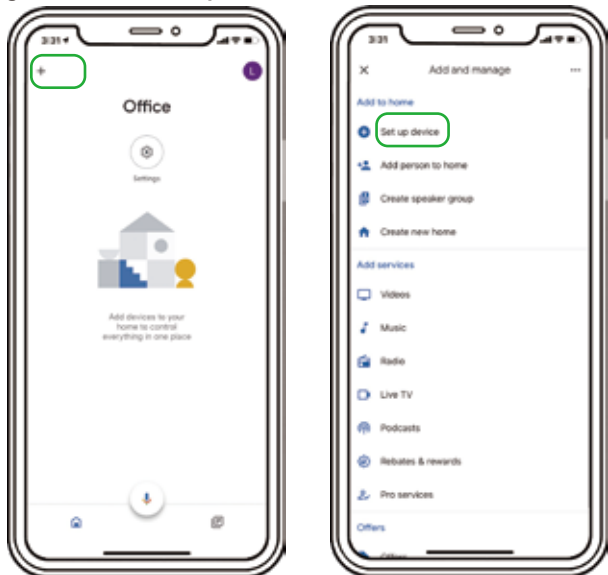 3:31
+
L
Office
Settings
Add devices to your
home to control
everything in one place
3:31
×
Add and manage
...
Add to home
Set up device
Add person to home
Create speaker group
Create new home
Add services
Videos
Music
Radio
Live TV
Podcasts
Rebates & rewards
Pro services
Offers
Offers